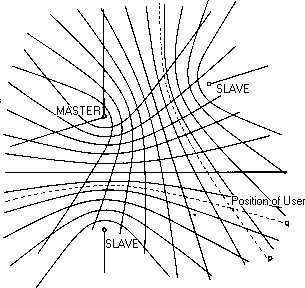 SLAVE
MASTER
Position of User
q
p
SLAVE